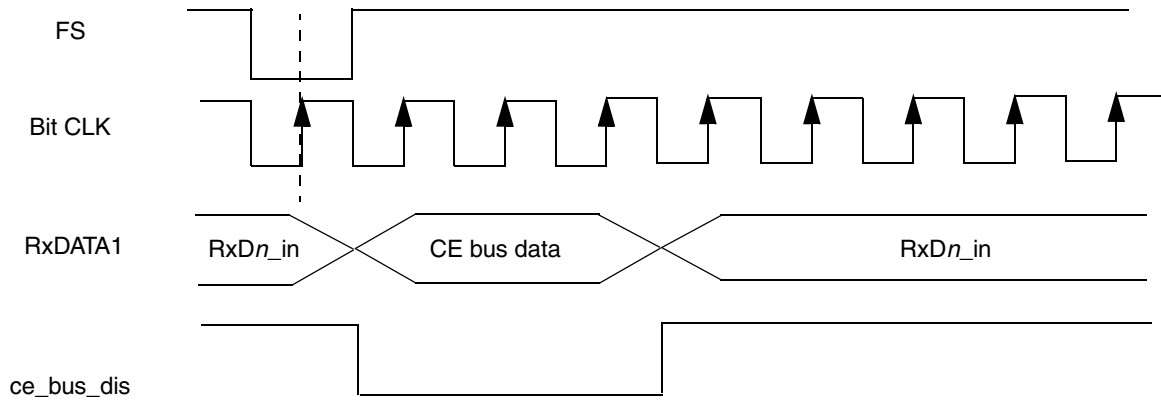 FS
Bit CLK
RxDATA1
RxDn_in
CE bus data
RxDn_in
ce_bus_dis